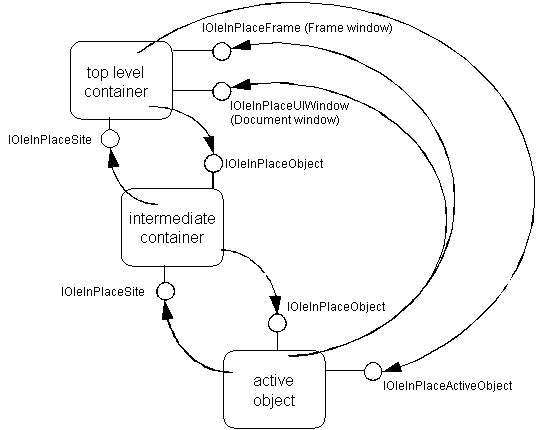 IOleInPlaceFrame (Frame window)
top level
container
IOleInPlaceUIWindow
(Document window)
IOleInPlaceSite
IOleInPlaceObject
intermediate
container
IOleInPlaceSite
IOleInPlaceObject
active
object
IOleInPlaceActiveObject